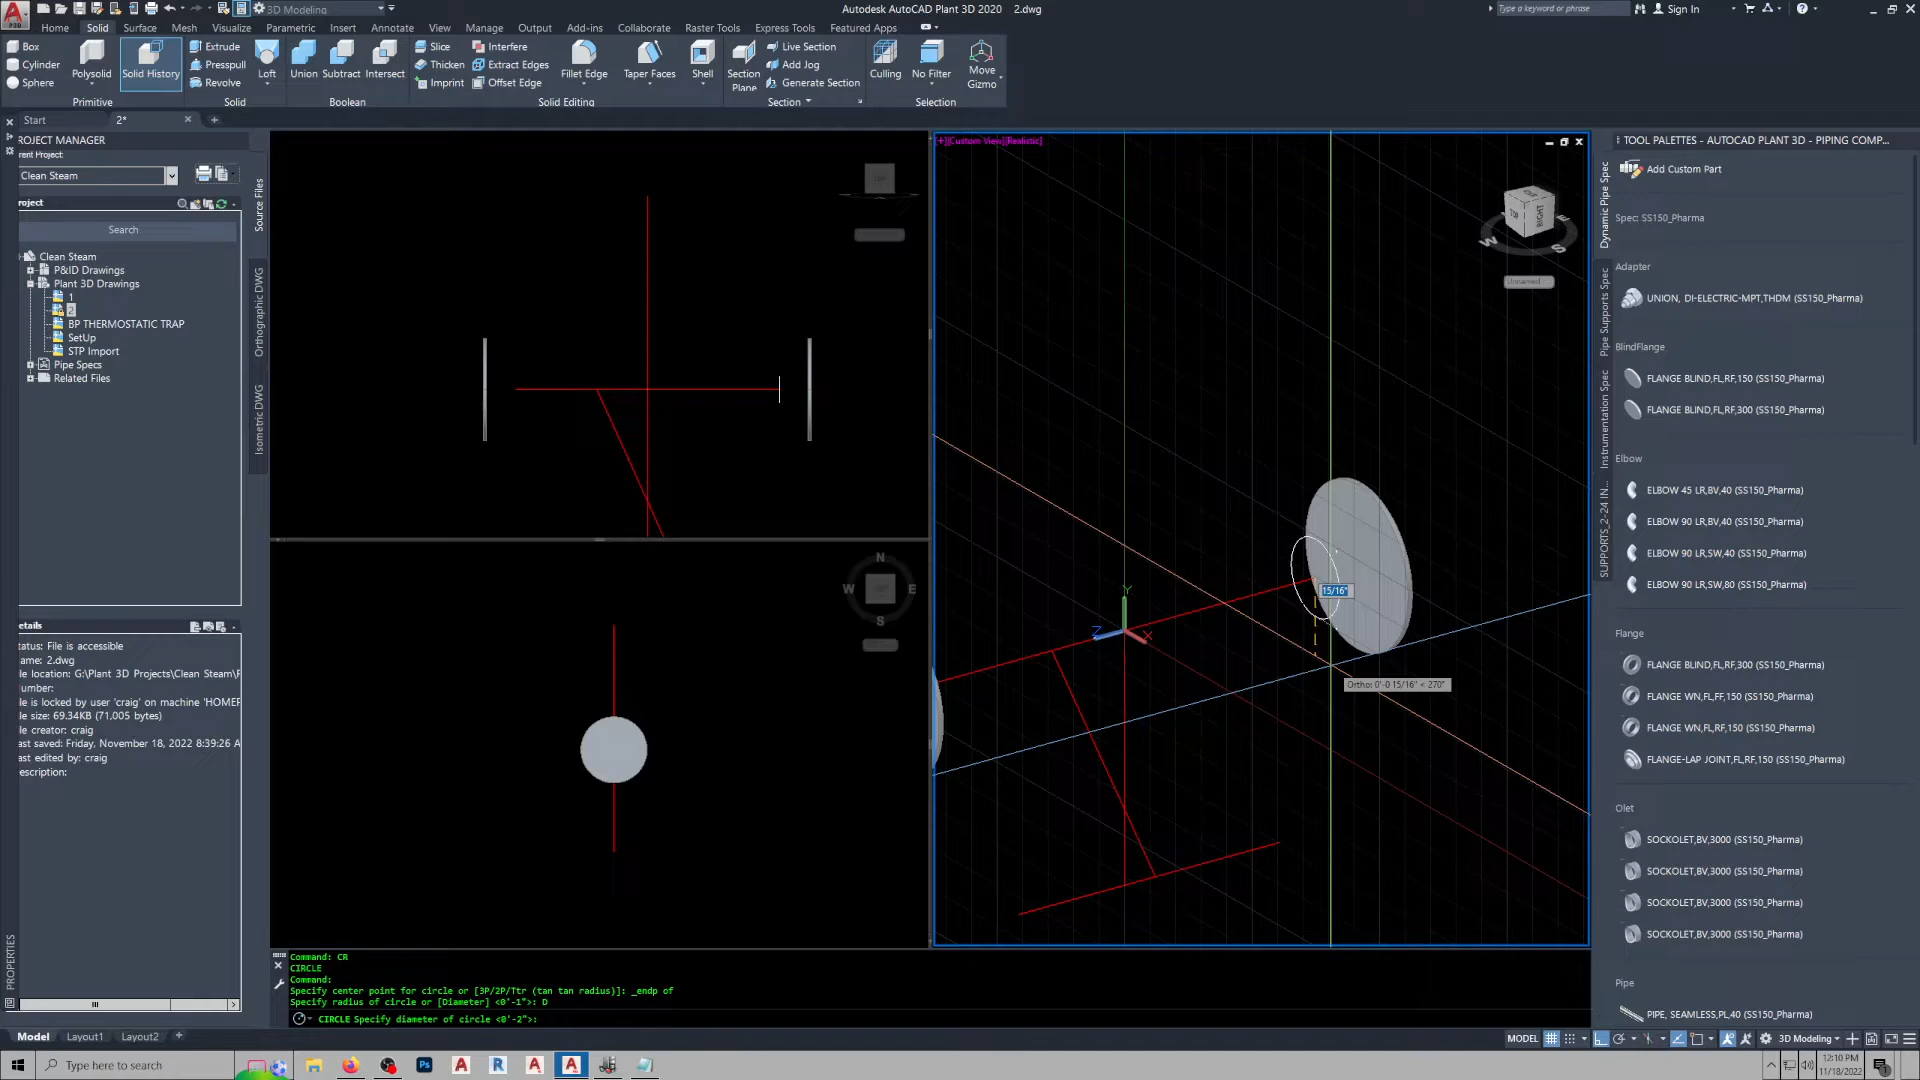 3D Modeling
Autodesk AutoCAD Plant 3D 2020 2.dwg
Type a keyword or phrase
Sign In
Home Solid Surface Mesh Visualize Parametric Insert Annotate View Manage Output Add-ins Collaborate Raster Tools Express Tools Featured Apps
Box
Cylinder
Sphere
Polysolid
Solid History
Extrude
Presspull
Revolve
Loft
Union
Subtract
Intersect
Slice
Thicken
Imprint
Interfere
Extract Edges
Offset Edge
Fillet Edge
Taper Faces
Shell
Section
Plane
Live Section
Add Jog
Generate Section
Culling
No Filter
Move
Gizmo
Primitive
Solid
Boolean
Solid Editing
Section
Selection
Start
2*
ROJECT MANAGER
rrent Project:
Clean Steam
roject
Search
Clean Steam
P&ID Drawings
Plant 3D Drawings
1
2
BP THERMOSTATIC TRAP
SetUp
STP Import
Pipe Specs
Related Files
Source Files
Orthographic DWG
Isometric DWG
etails
tatus: File is accessible
ame: 2.dwg
le location: G:\Plant 3D Projects\Clean Steam\F
umber:
le is locked by user 'craig' on machine 'HOMEF
le size: 69.34KB (71,005 bytes)
le creator: craig
ast saved: Friday, November 18, 2022 8:39:26 A
ast edited by: craig
escription:
PROPERTIES
N
W
E
S
[+][Custom View][Realistic]
TOP
RIGHT
W
S
Unnamed
Y
Z
X
15/16"
Ortho: 0'-0 15/16" < 270°
Command: CR
CIRCLE
Command:
Specify center point for circle or [3P/2P/Ttr (tan tan radius)]: _endp of
Specify radius of circle or [Diameter] <0'-1">: D
CIRCLE Specify diameter of circle <0'-2">:
TOOL PALETTES - AUTOCAD PLANT 3D - PIPING COMP...
Dynamic Pipe Spec
Pipe Supports Spec
Instrumentation Spec
SUPPORTS_2-24 IN...
Add Custom Part
Spec: SS150_Pharma
Adapter
UNION, DI-ELECTRIC-MPT,THDM (SS150_Pharma)
BlindFlange
FLANGE BLIND,FL,RF,150 (SS150_Pharma)
FLANGE BLIND,FL,RF,300 (SS150_Pharma)
Elbow
ELBOW 45 LR,BV,40 (SS150_Pharma)
ELBOW 90 LR,BV,40 (SS150_Pharma)
ELBOW 90 LR,SW,40 (SS150_Pharma)
ELBOW 90 LR,SW,80 (SS150_Pharma)
Flange
FLANGE BLIND,FL,RF,300 (SS150_Pharma)
FLANGE WN,FL,FF,150 (SS150_Pharma)
FLANGE WN,FL,RF,150 (SS150_Pharma)
FLANGE-LAP JOINT,FL,RF,150 (SS150_Pharma)
Olet
SOCKOLET,BV,3000 (SS150_Pharma)
SOCKOLET,BV,3000 (SS150_Pharma)
SOCKOLET,BV,3000 (SS150_Pharma)
SOCKOLET,BV,3000 (SS150_Pharma)
Pipe
PIPE, SEAMLESS,PL,40 (SS150_Pharma)
Model Layout1 Layout2 +
MODEL
3D Modeling
Type here to search
12:10 PM
11/18/2022